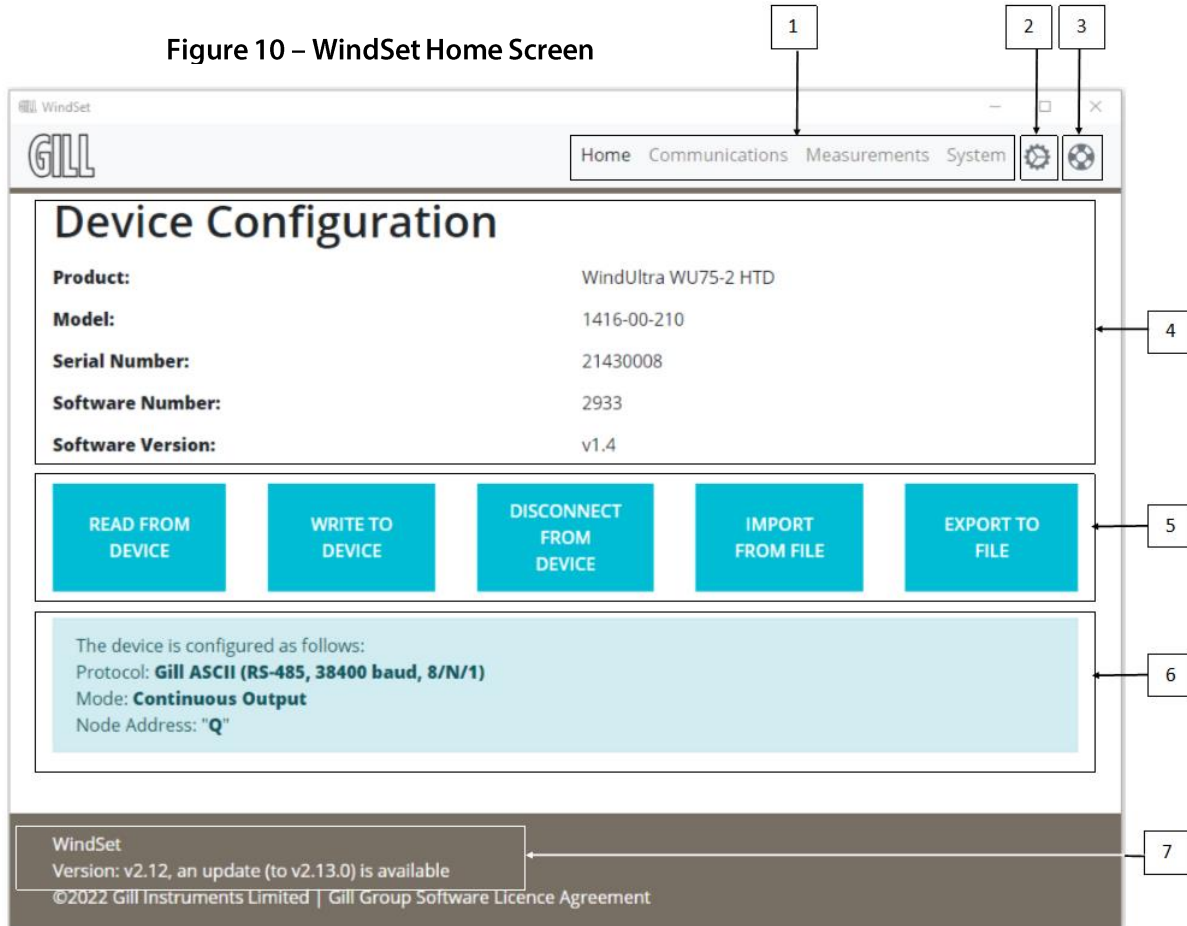 1
2
3
Figure 10 – WindSet Home Screen
GILL WindSet
GILL
Home Communications Measurements System
Device Configuration
Product: WindUltra WU75-2 HTD
Model: 1416-00-210
4
Serial Number: 21430008
Software Number: 2933
Software Version: v1.4
READ FROM
DEVICE
WRITE TO
DEVICE
DISCONNECT
FROM
DEVICE
IMPORT
FROM FILE
EXPORT TO
FILE
5
The device is configured as follows:
Protocol: Gill ASCII (RS-485, 38400 baud, 8/N/1)
Mode: Continuous Output
Node Address: "Q"
6
WindSet
Version: v2.12, an update (to v2.13.0) is available
7
©2022 Gill Instruments Limited | Gill Group Software Licence Agreement